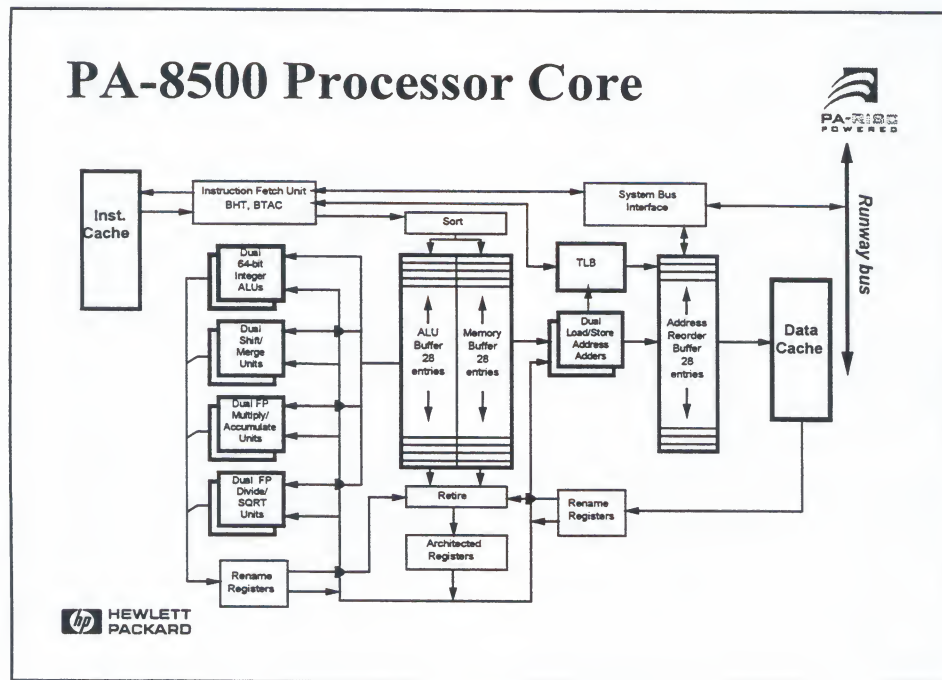 PA-8500 Processor Core
PA-RISC
POWERED
Inst.
Cache
Instruction Fetch Unit
BHT, BTAC
Sort
System Bus
Interface
Runway bus
Dual
64-bit
Integer
ALUs
Dual
Shift/
Merge
Units
Dual FP
Multiply/
Accumulate
Units
Dual FP
Divide/
SQRT
Units
ALU
Buffer
28
entries
Memory
Buffer
28
entries
TLB
Dual
Load/Store
Address
Adders
Address
Reorder
Buffer
28
entries
Data
Cache
Retire
Architected
Registers
Rename
Registers
Rename
Registers
hp HEWLETT
PACKARD